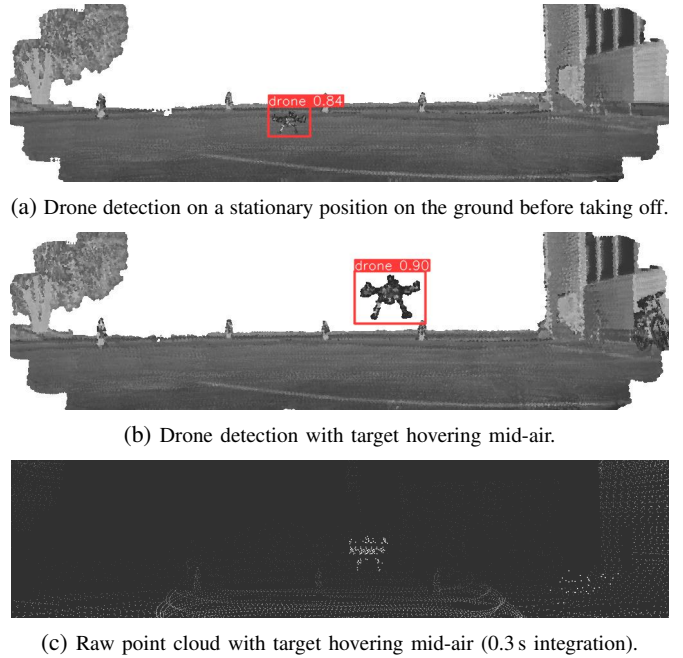 drone 0.84
(a) Drone detection on a stationary position on the ground before taking off.
drone 0.90
(b) Drone detection with target hovering mid-air.
(c) Raw point cloud with target hovering mid-air (0.3 s integration).